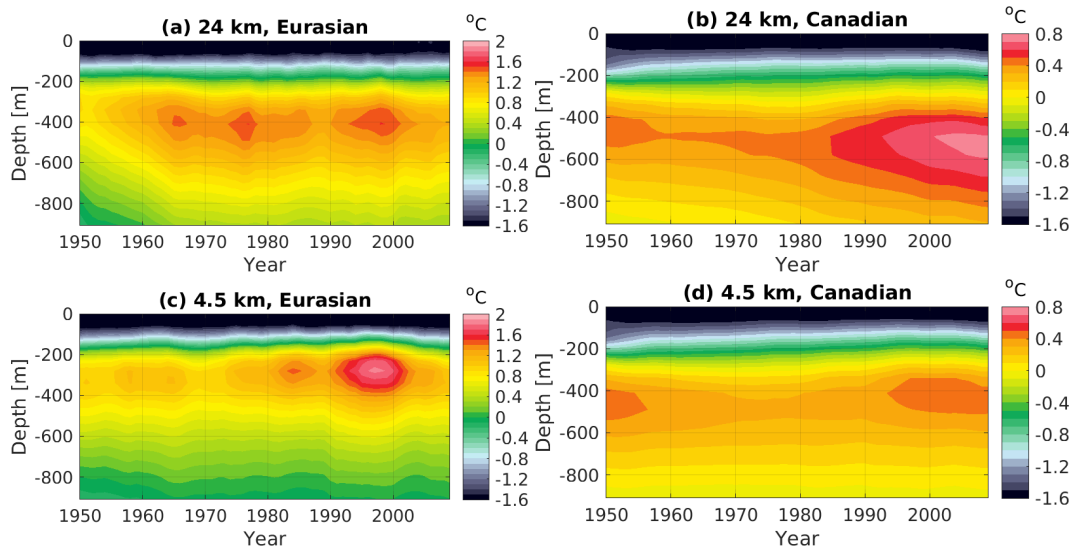 (a) 24 km, Eurasian
°C
0
-200
-400
-600
-800
Depth [m]
1950 1960 1970 1980 1990 2000
Year
2
1.6
1.2
0.8
0.4
0
-0.4
-0.8
-1.2
-1.6
(b) 24 km, Canadian
°C
0
-200
-400
-600
-800
Depth [m]
1950 1960 1970 1980 1990 2000
Year
0.8
0.4
0
-0.4
-0.8
-1.2
-1.6
(c) 4.5 km, Eurasian
°C
0
-200
-400
-600
-800
Depth [m]
1950 1960 1970 1980 1990 2000
Year
2
1.6
1.2
0.8
0.4
0
-0.4
-0.8
-1.2
-1.6
(d) 4.5 km, Canadian
°C
0
-200
-400
-600
-800
Depth [m]
1950 1960 1970 1980 1990 2000
Year
0.8
0.4
0
-0.4
-0.8
-1.2
-1.6